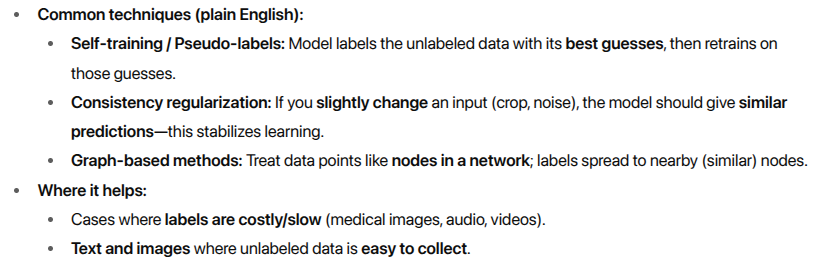 Common techniques (plain English):
Self-training / Pseudo-labels: Model labels the unlabeled data with its best guesses, then retrains on
those guesses.
Consistency regularization: If you slightly change an input (crop, noise), the model should give similar
predictions—this stabilizes learning.
Graph-based methods: Treat data points like nodes in a network; labels spread to nearby (similar) nodes.
Where it helps:
Cases where labels are costly/slow (medical images, audio, videos).
Text and images where unlabeled data is easy to collect.